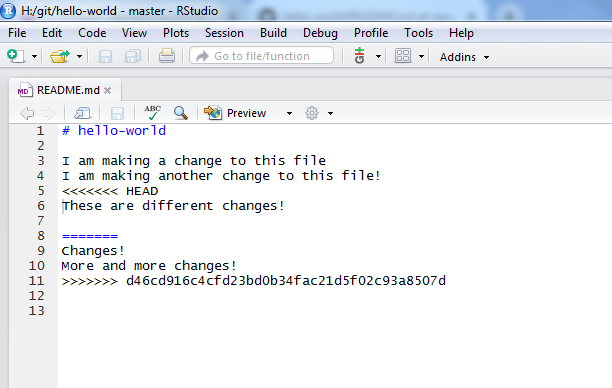 H:/git/hello-world - master - RStudio
File Edit Code View Plots Session Build Debug Profile Tools Help
Go to file/function Addins
README.md
ABC Preview
1 # hello-world
2
3 I am making a change to this file
4 I am making another change to this file!
5 <<<<<<< HEAD
6 These are different changes!
7
8 =======
9 Changes!
10 More and more changes!
11 >>>>>>> d46cd916c4cfd23bd0b34fac21d5f02c93a8507d
12
13